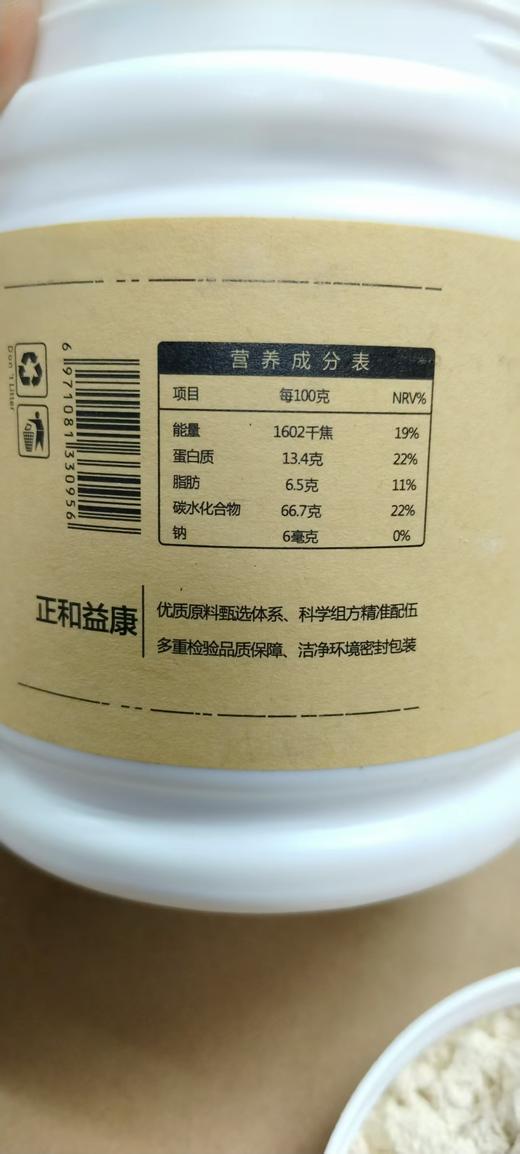 营养成分表
项目 每100克 NRV%
能量 1602千焦 19%
蛋白质 13.4克 22%
脂肪 6.5克 11%
碳水化合物 66.7克 22%
钠 6毫克 0%
Don't Litter
6 971081 330956
正和益康
优质原料甄选体系、科学组方精准配伍
多重检验品质保障、洁净环境密封包装